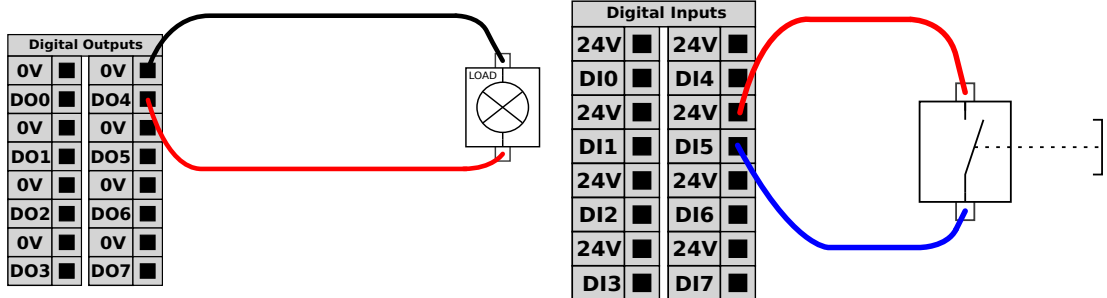 Digital Outputs
0V 0V
DO0 DO4
0V 0V
DO1 DO5
0V 0V
DO2 DO6
0V 0V
DO3 DO7
LOAD
Digital Inputs
24V 24V
DI0 DI4
24V 24V
DI1 DI5
24V 24V
DI2 DI6
24V 24V
DI3 DI7